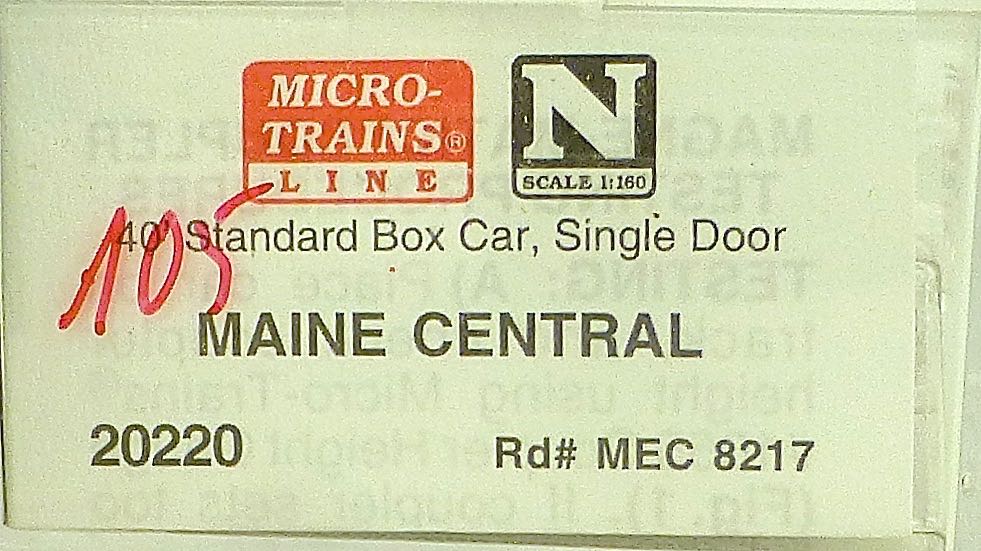 MICRO-
TRAINS®
LINE
N
SCALE 1:160
105
40' Standard Box Car, Single Door
MAINE CENTRAL
20220
Rd# MEC 8217